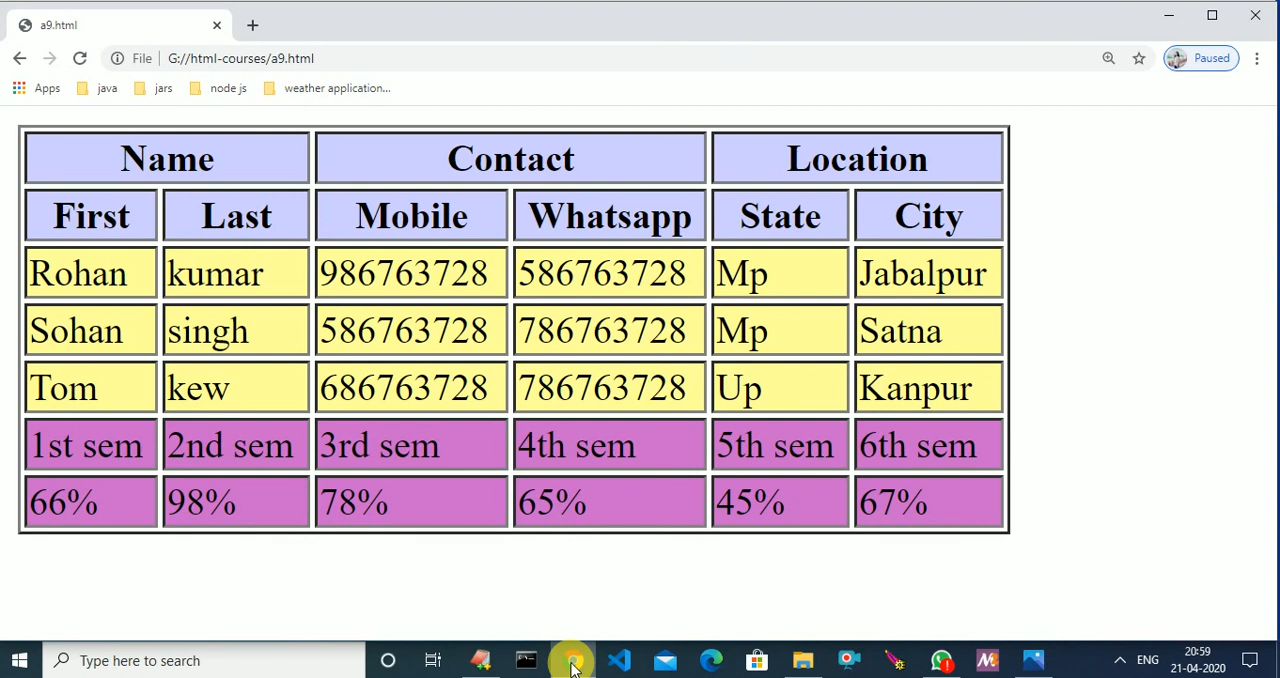 a9.html
File G://html-courses/a9.html Paused
Apps java jars node js weather application...
Name Contact Location
First Last Mobile Whatsapp State City
Rohan kumar 986763728 586763728 Mp Jabalpur
Sohan singh 586763728 786763728 Mp Satna
Tom kew 686763728 786763728 Up Kanpur
1st sem 2nd sem 3rd sem 4th sem 5th sem 6th sem
66% 98% 78% 65% 45% 67%
Type here to search ENG 20:59
21-04-2020